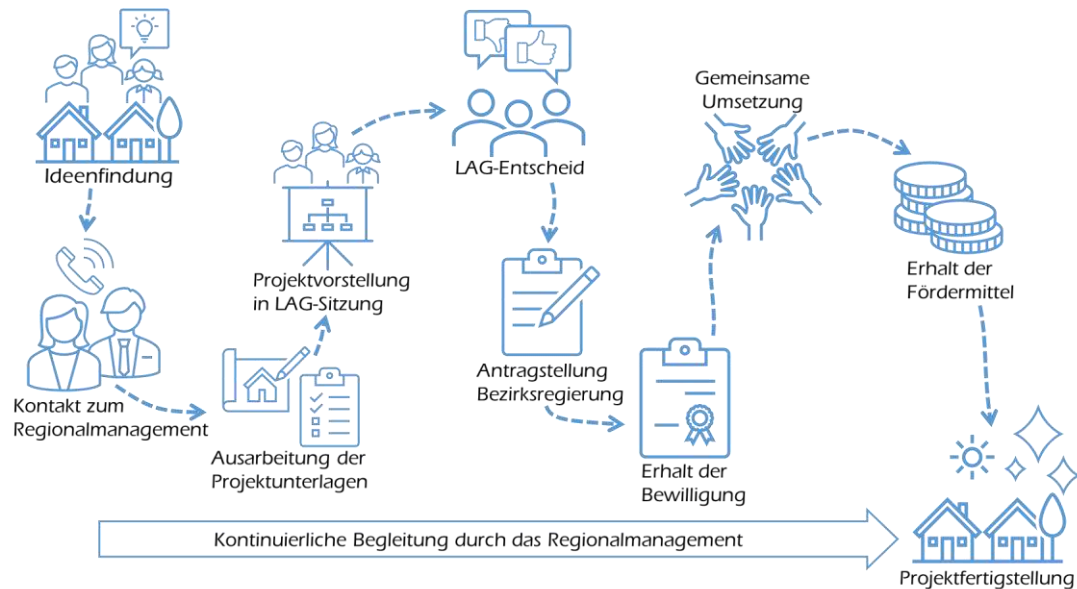 Ideenfindung
Kontakt zum
Regionalmanagement
Ausarbeitung der
Projektunterlagen
Projektvorstellung
in LAG-Sitzung
LAG-Entscheid
Antragstellung
Bezirksregierung
Erhalt der
Bewilligung
Gemeinsame
Umsetzung
Erhalt der
Fördermittel
Projektfertigstellung
Kontinuierliche Begleitung durch das Regionalmanagement